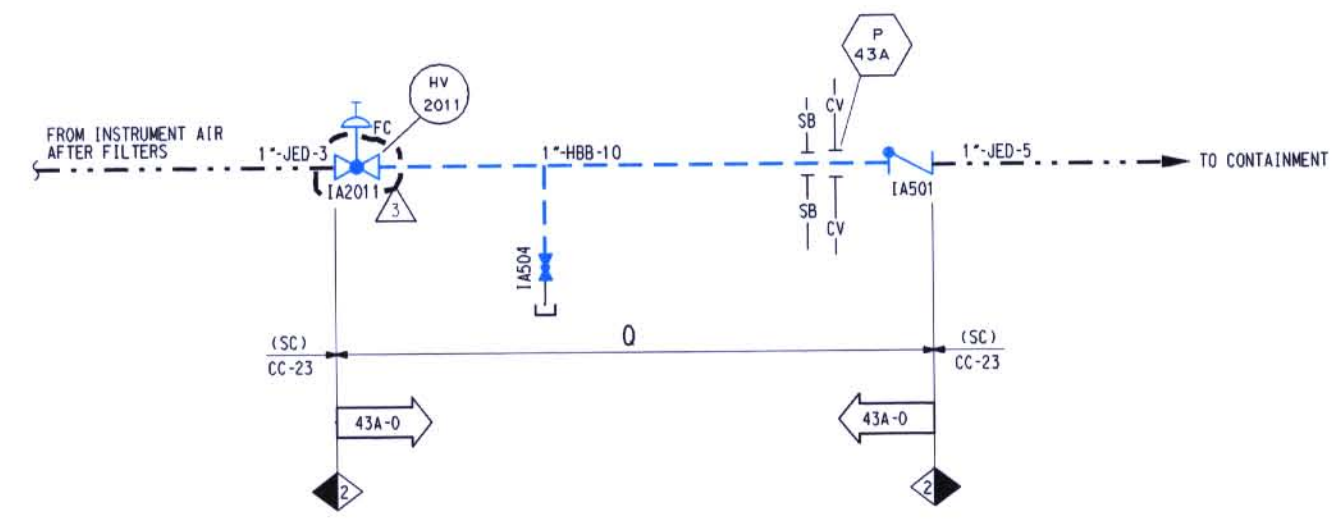 P
43A
HV
2011
FC
SB
CV
FROM INSTRUMENT AIR
AFTER FILTERS
1"-JED-3
1"-HBB-10
1"-JED-5
TO CONTAINMENT
IA2011
3
IA501
SB
CV
IA504
(SC)
CC-23
Q
(SC)
CC-23
43A-0
43A-0
2
2